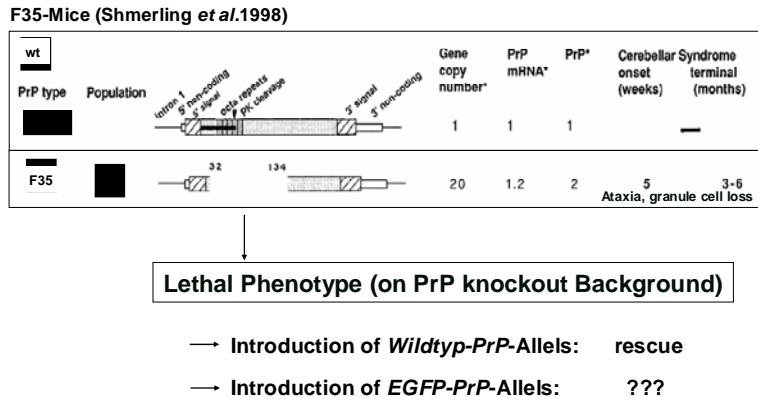 F35-Mice (Shmerling et al.1998)
wt
PrP type
Population
intron 1
5' non-coding
5' signal
octa repeats
PK cleavage
3' signal
3' non-coding
Gene copy number*
PrP mRNA*
PrP*
Cerebellar Syndrome
onset (weeks)
terminal (months)
1 1 1 —
F35
32 134
20 1.2 2 5 3-6
Ataxia, granule cell loss
Lethal Phenotype (on PrP knockout Background)
→ Introduction of Wildtyp-PrP-Allels: rescue
→ Introduction of EGFP-PrP-Allels: ???